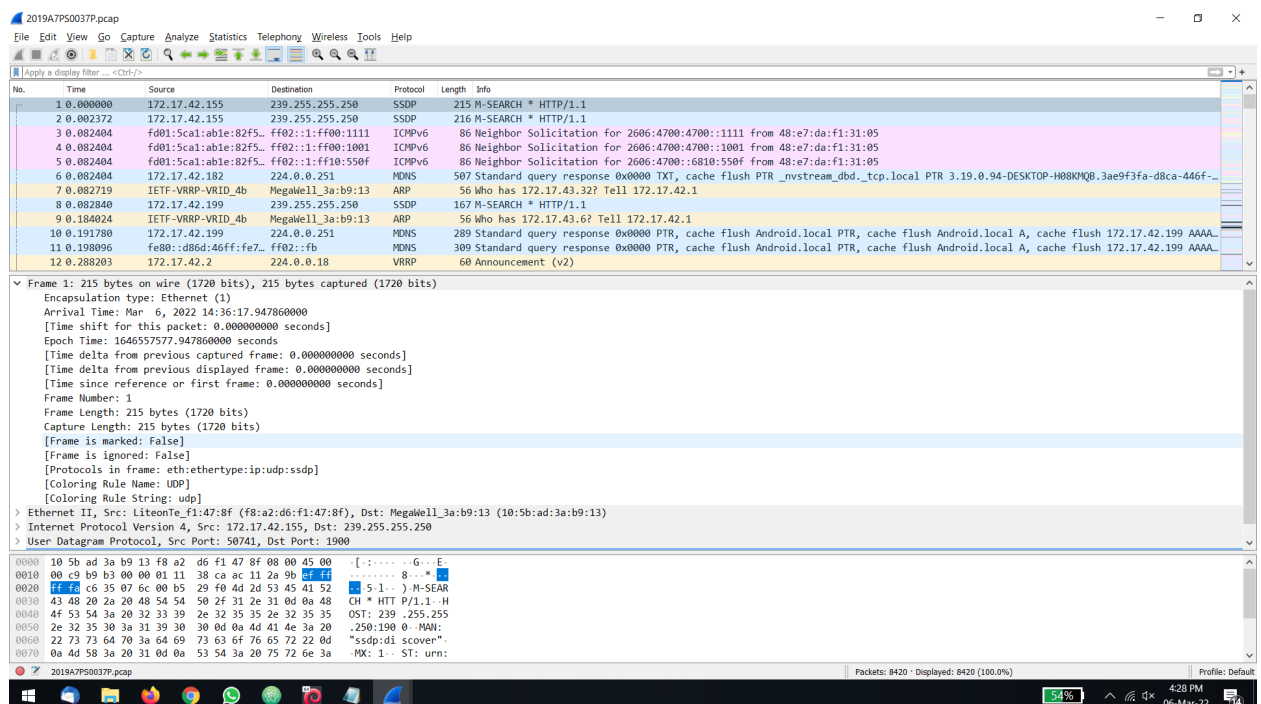 2019A7PS0037P.pcap
File Edit View Go Capture Analyze Statistics Telephony Wireless Tools Help
Apply a display filter ... <Ctrl-/>
No. Time Source Destination Protocol Length Info
1 0.000000 172.17.42.155 239.255.255.250 SSDP 215 M-SEARCH * HTTP/1.1
2 0.002372 172.17.42.155 239.255.255.250 SSDP 216 M-SEARCH * HTTP/1.1
3 0.082404 fd01:5ca1:ab1e:82f5… ff02::1:ff00:1111 ICMPv6 86 Neighbor Solicitation for 2606:4700:4700::1111 from 48:e7:da:f1:31:05
4 0.082404 fd01:5ca1:ab1e:82f5… ff02::1:ff00:1001 ICMPv6 86 Neighbor Solicitation for 2606:4700:4700::1001 from 48:e7:da:f1:31:05
5 0.082404 fd01:5ca1:ab1e:82f5… ff02::1:ff10:550f ICMPv6 86 Neighbor Solicitation for 2606:4700::6810:550f from 48:e7:da:f1:31:05
6 0.082404 172.17.42.182 224.0.0.251 MDNS 507 Standard query response 0x0000 TXT, cache flush PTR _nvstream_dbd._tcp.local PTR 3.19.0.94-DESKTOP-H08KMQB.3ae9f3fa-d8ca-446f-…
7 0.082719 IETF-VRRP-VRID_4b MegaWell_3a:b9:13 ARP 56 Who has 172.17.43.32? Tell 172.17.42.1
8 0.082840 172.17.42.199 239.255.255.250 SSDP 167 M-SEARCH * HTTP/1.1
9 0.184024 IETF-VRRP-VRID_4b MegaWell_3a:b9:13 ARP 56 Who has 172.17.43.6? Tell 172.17.42.1
10 0.191780 172.17.42.199 224.0.0.251 MDNS 289 Standard query response 0x0000 PTR, cache flush Android.local PTR, cache flush Android.local A, cache flush 172.17.42.199 AAAA…
11 0.198096 fe80::d86d:46ff:fe7… ff02::fb MDNS 309 Standard query response 0x0000 PTR, cache flush Android.local PTR, cache flush Android.local A, cache flush 172.17.42.199 AAAA…
12 0.288203 172.17.42.2 224.0.0.18 VRRP 60 Announcement (v2)
Frame 1: 215 bytes on wire (1720 bits), 215 bytes captured (1720 bits)
Encapsulation type: Ethernet (1)
Arrival Time: Mar 6, 2022 14:36:17.947860000
[Time shift for this packet: 0.000000000 seconds]
Epoch Time: 1646557577.947860000 seconds
[Time delta from previous captured frame: 0.000000000 seconds]
[Time delta from previous displayed frame: 0.000000000 seconds]
[Time since reference or first frame: 0.000000000 seconds]
Frame Number: 1
Frame Length: 215 bytes (1720 bits)
Capture Length: 215 bytes (1720 bits)
[Frame is marked: False]
[Frame is ignored: False]
[Protocols in frame: eth:ethertype:ip:udp:ssdp]
[Coloring Rule Name: UDP]
[Coloring Rule String: udp]
Ethernet II, Src: LiteonTe_f1:47:8f (f8:a2:d6:f1:47:8f), Dst: MegaWell_3a:b9:13 (10:5b:ad:3a:b9:13)
Internet Protocol Version 4, Src: 172.17.42.155, Dst: 239.255.255.250
User Datagram Protocol, Src Port: 50741, Dst Port: 1900
0000 10 5b ad 3a b9 13 f8 a2 d6 f1 47 8f 08 00 45 00 ·[·:···· ··G···E·
0010 00 c9 b9 b3 00 00 01 11 38 ca ac 11 2a 9b ef ff ········ 8···*···
0020 ff fa c6 35 07 6c 00 b5 29 f0 4d 2d 53 45 41 52 ···5·l·· )·M-SEAR
0030 43 48 20 2a 20 48 54 54 50 2f 31 2e 31 0d 0a 48 CH * HTT P/1.1··H
0040 4f 53 54 3a 20 32 33 39 2e 32 35 35 2e 32 35 35 OST: 239 .255.255
0050 2e 32 35 30 3a 31 39 30 30 0d 0a 4d 41 4e 3a 20 .250:190 0··MAN:
0060 22 73 73 64 70 3a 64 69 73 63 6f 76 65 72 22 0d "ssdp:di scover"·
0070 0a 4d 58 3a 20 31 0d 0a 53 54 3a 20 75 72 6e 3a ·MX: 1·· ST: urn:
2019A7PS0037P.pcap Packets: 8420 · Displayed: 8420 (100.0%) Profile: Default
54% 4:28 PM
06-Mar-22 14